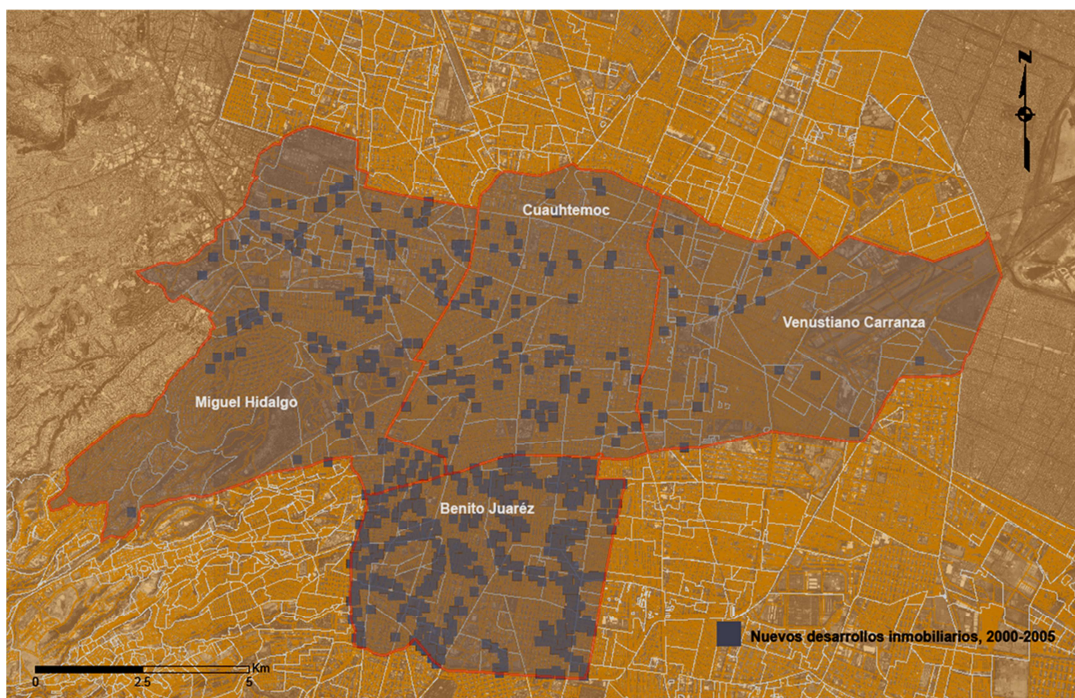 N
Cuauhtemoc
Venustiano Carranza
Miguel Hidalgo
Benito Juaréz
Nuevos desarrollos inmobiliarios, 2000-2005
Km
0 2.5 5